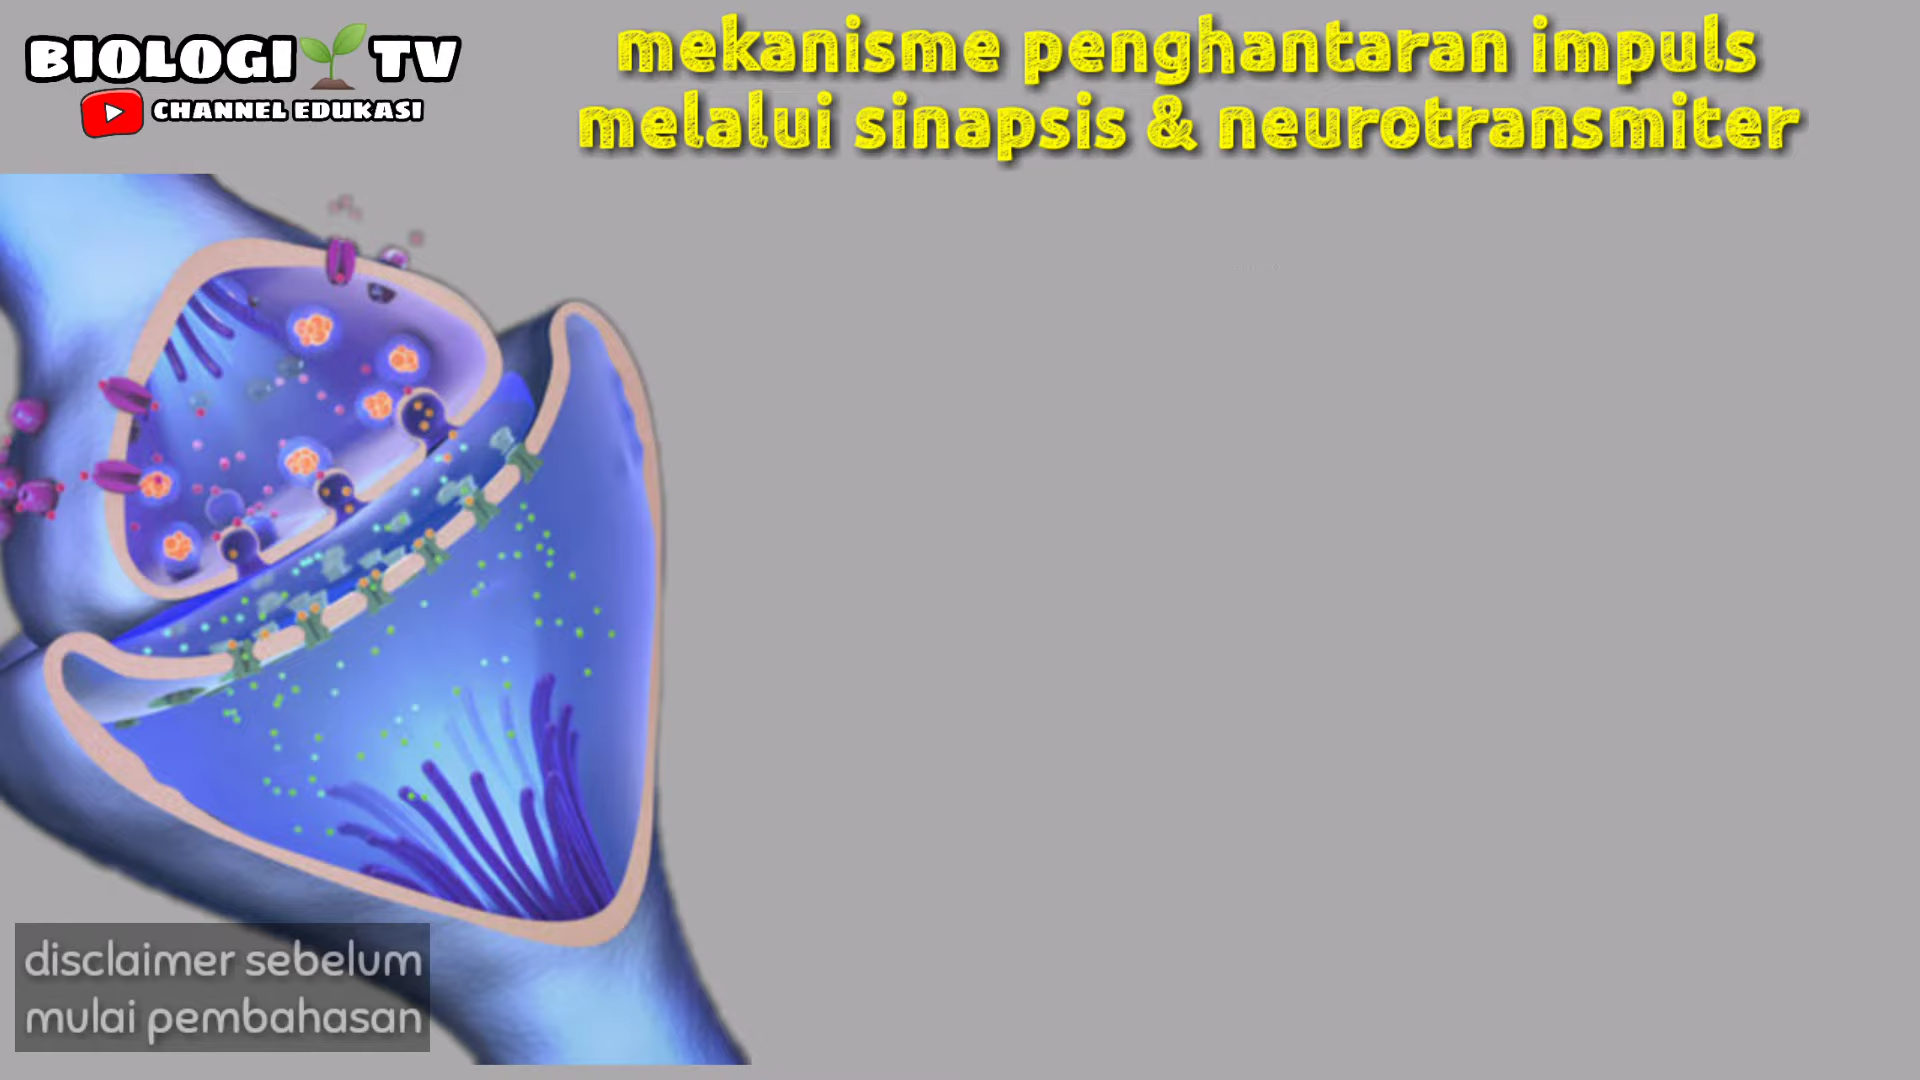 BIOLOGI TV
CHANNEL EDUKASI
mekanisme penghantaran impuls
melalui sinapsis & neurotransmiter
disclaimer sebelum
mulai pembahasan